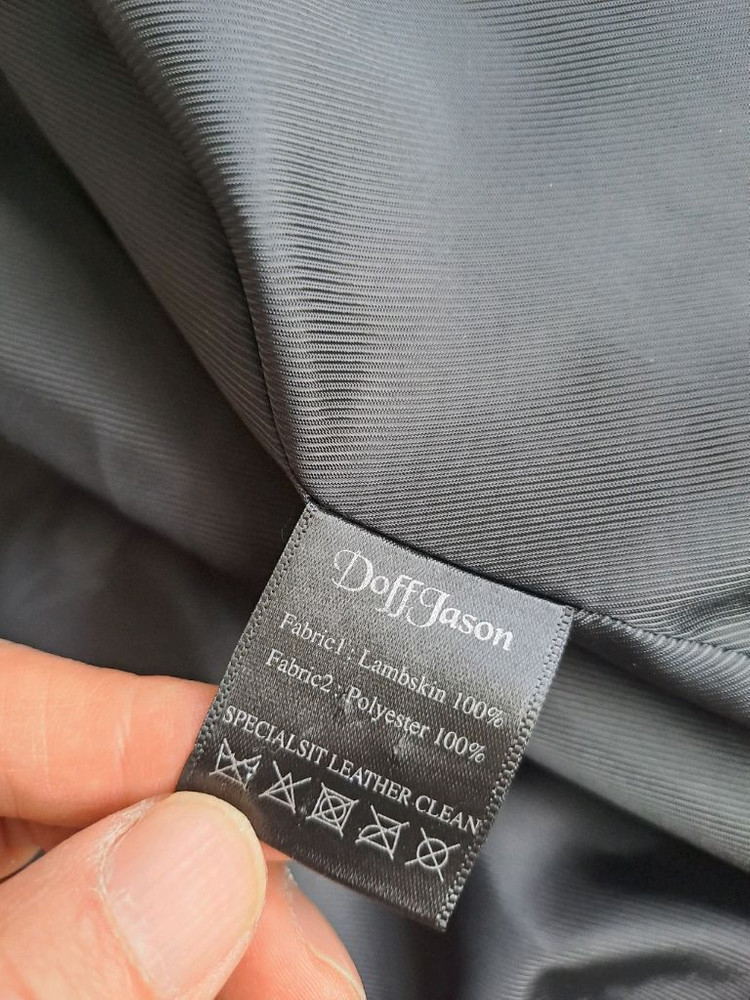 DoffJason
Fabric1 : Lambskin 100%
Fabric2 : Polyester 100%
SPECIALSIT LEATHER CLEAN